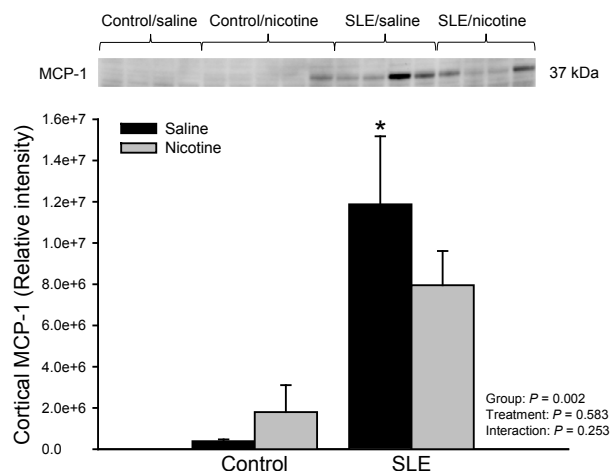 Control/saline Control/nicotine SLE/saline SLE/nicotine
MCP-1 37 kDa
Cortical MCP-1 (Relative intensity)
1.6e+7
1.4e+7
1.2e+7
1.0e+7
8.0e+6
6.0e+6
4.0e+6
2.0e+6
0.0
Saline
Nicotine
*
Group: P = 0.002
Treatment: P = 0.583
Interaction: P = 0.253
Control SLE